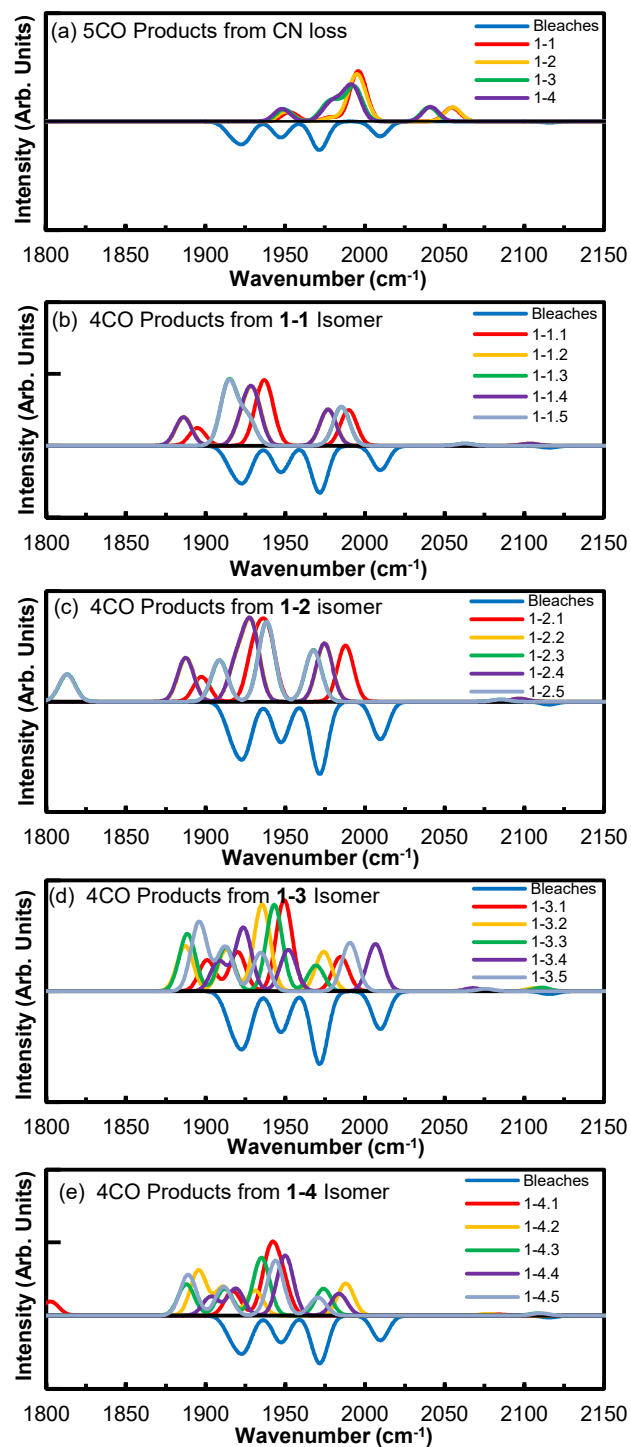 (a) 5CO Products from CN loss
Bleaches
1-1
1-2
1-3
1-4
Intensity (Arb. Units)
1800 1850 1900 1950 2000 2050 2100 2150
Wavenumber (cm-1)
(b) 4CO Products from 1-1 Isomer
Bleaches
1-1.1
1-1.2
1-1.3
1-1.4
1-1.5
Intensity (Arb. Units)
1800 1850 1900 1950 2000 2050 2100 2150
Wavenumber (cm-1)
(c) 4CO Products from 1-2 isomer
Bleaches
1-2.1
1-2.2
1-2.3
1-2.4
1-2.5
Intensity (Arb. Units)
1800 1850 1900 1950 2000 2050 2100 2150
Wavenumber (cm-1)
(d) 4CO Products from 1-3 Isomer
Bleaches
1-3.1
1-3.2
1-3.3
1-3.4
1-3.5
Intensity (Arb. Units)
1800 1850 1900 1950 2000 2050 2100 2150
Wavenumber (cm-1)
(e) 4CO Products from 1-4 Isomer
Bleaches
1-4.1
1-4.2
1-4.3
1-4.4
1-4.5
Intensity (Arb. Units)
1800 1850 1900 1950 2000 2050 2100 2150
Wavenumber (cm-1)